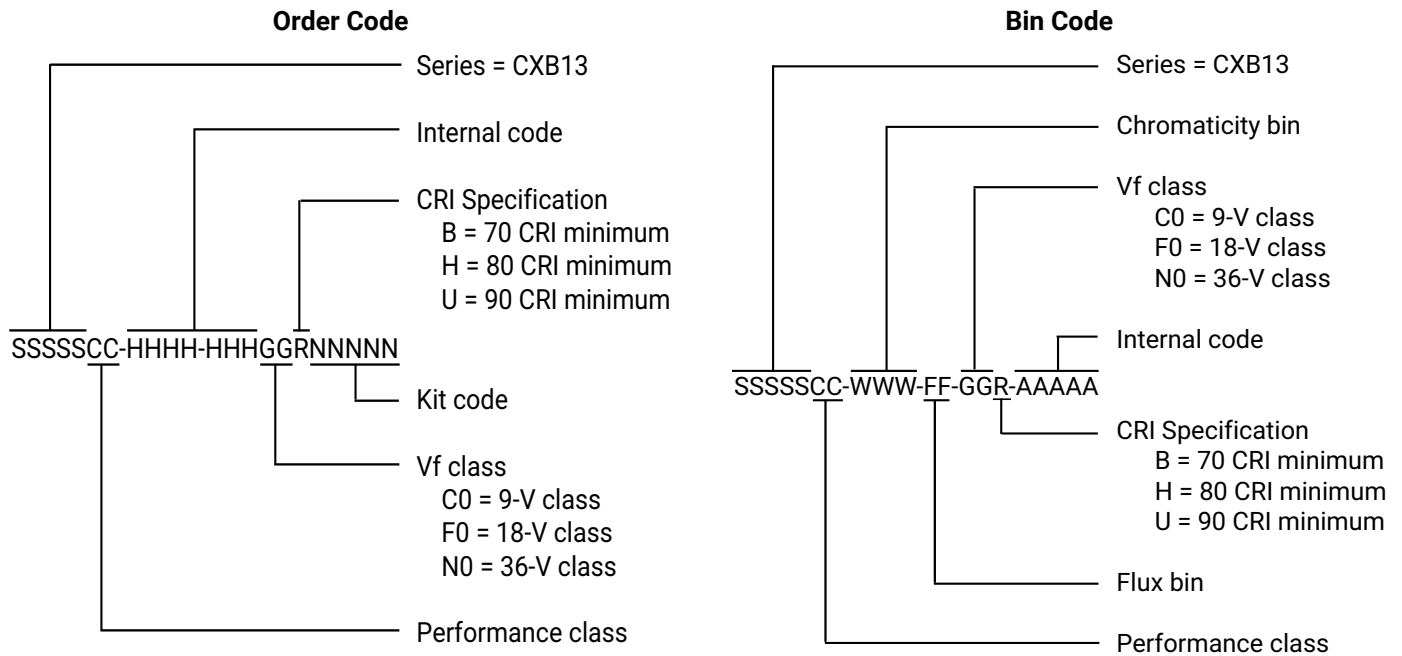 Order Code
Series = CXB13
Internal code
CRI Specification
B = 70 CRI minimum
H = 80 CRI minimum
U = 90 CRI minimum
SSSSSCC-HHHH-HHHGGRNNNNN
Kit code
Vf class
C0 = 9-V class
F0 = 18-V class
N0 = 36-V class
Performance class
Bin Code
Series = CXB13
Chromaticity bin
Vf class
C0 = 9-V class
F0 = 18-V class
N0 = 36-V class
Internal code
SSSSSCC-WWW-FF-GGR-AAAAA
CRI Specification
B = 70 CRI minimum
H = 80 CRI minimum
U = 90 CRI minimum
Flux bin
Performance class